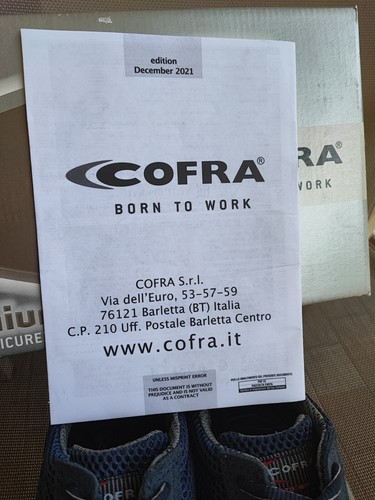 edition
December 2021
COFRA®
BORN TO WORK
RA®
WORK
COFRA S.r.l.
Via dell'Euro, 53-57-59
76121 Barletta (BT) Italia
C.P. 210 Uff. Postale Barletta Centro
www.cofra.it
UNLESS MISPRINT ERROR
THIS DOCUMENT IS WITHOUT
PREJUDICE AND IS NOT VALID
AS A CONTRACT
ICURE
COFRA
COFRA